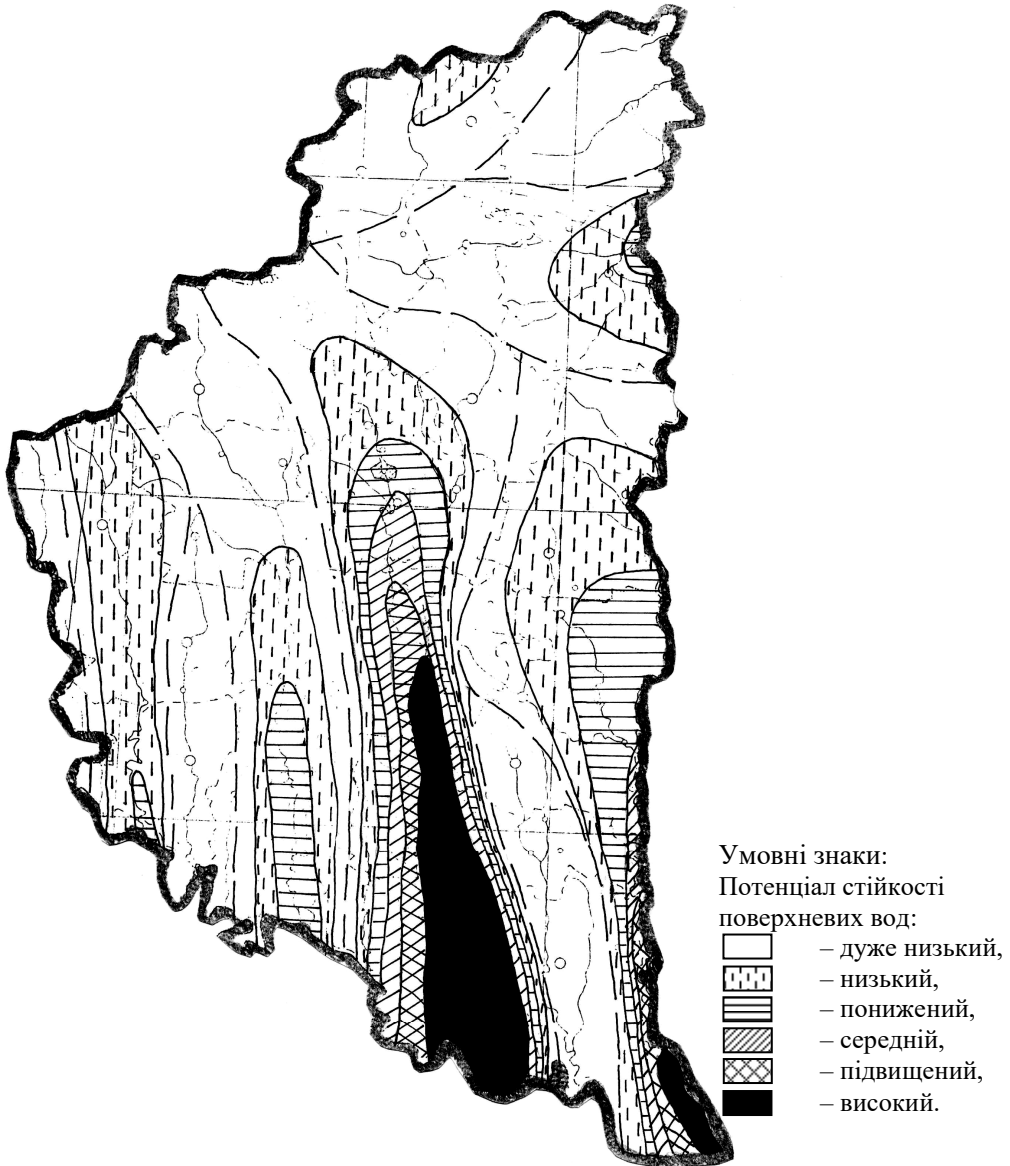 Умовні знаки:
Потенціал стійкості
поверхневих вод:
– дуже низький,
– низький,
– понижений,
– середній,
– підвищений,
– високий.